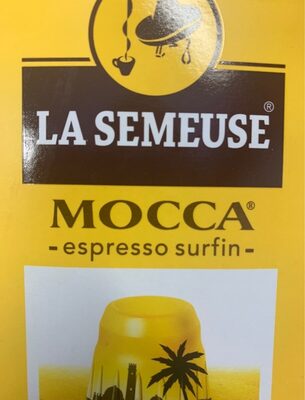 LA SEMEUSE®
MOCCA®
-espresso surfin-